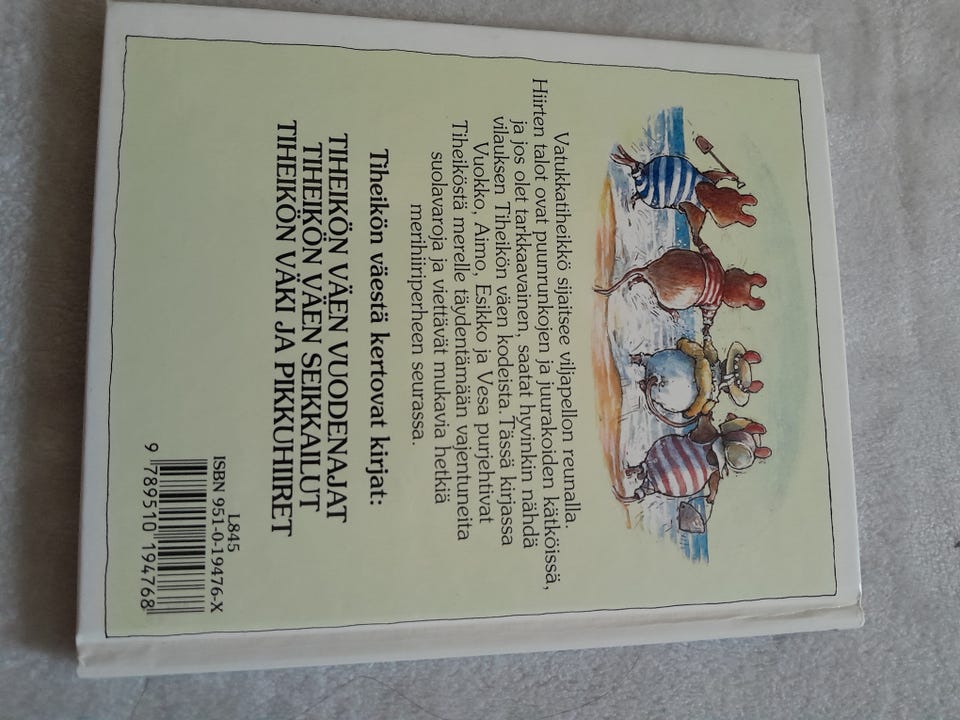 Vatukkatiheikkö sijaitsee viljapellon reunalla.
Hiirten talot ovat puunrunkojen ja juurakoiden kätköissä,
ja jos olet tarkkaavainen, saatat hyvinkin nähdä
vilauksen Tiheikön väen kodeista. Tässä kirjassa
Vuokko, Aimo, Esikko ja Vesa purjehtivat
Tiheiköstä merelle täydentämään vajentuneita
suolavaroja ja viettävät mukavia hetkiä
merihiiriperheen seurassa.
Tiheikön väestä kertovat kirjat:
TIHEIKÖN VÄEN VUODENAJAT
TIHEIKÖN VÄEN SEIKKAILUT
TIHEIKÖN VÄKI JA PIKKUHIIRET
L845
ISBN 951-0-19476-X
9 789510 194768